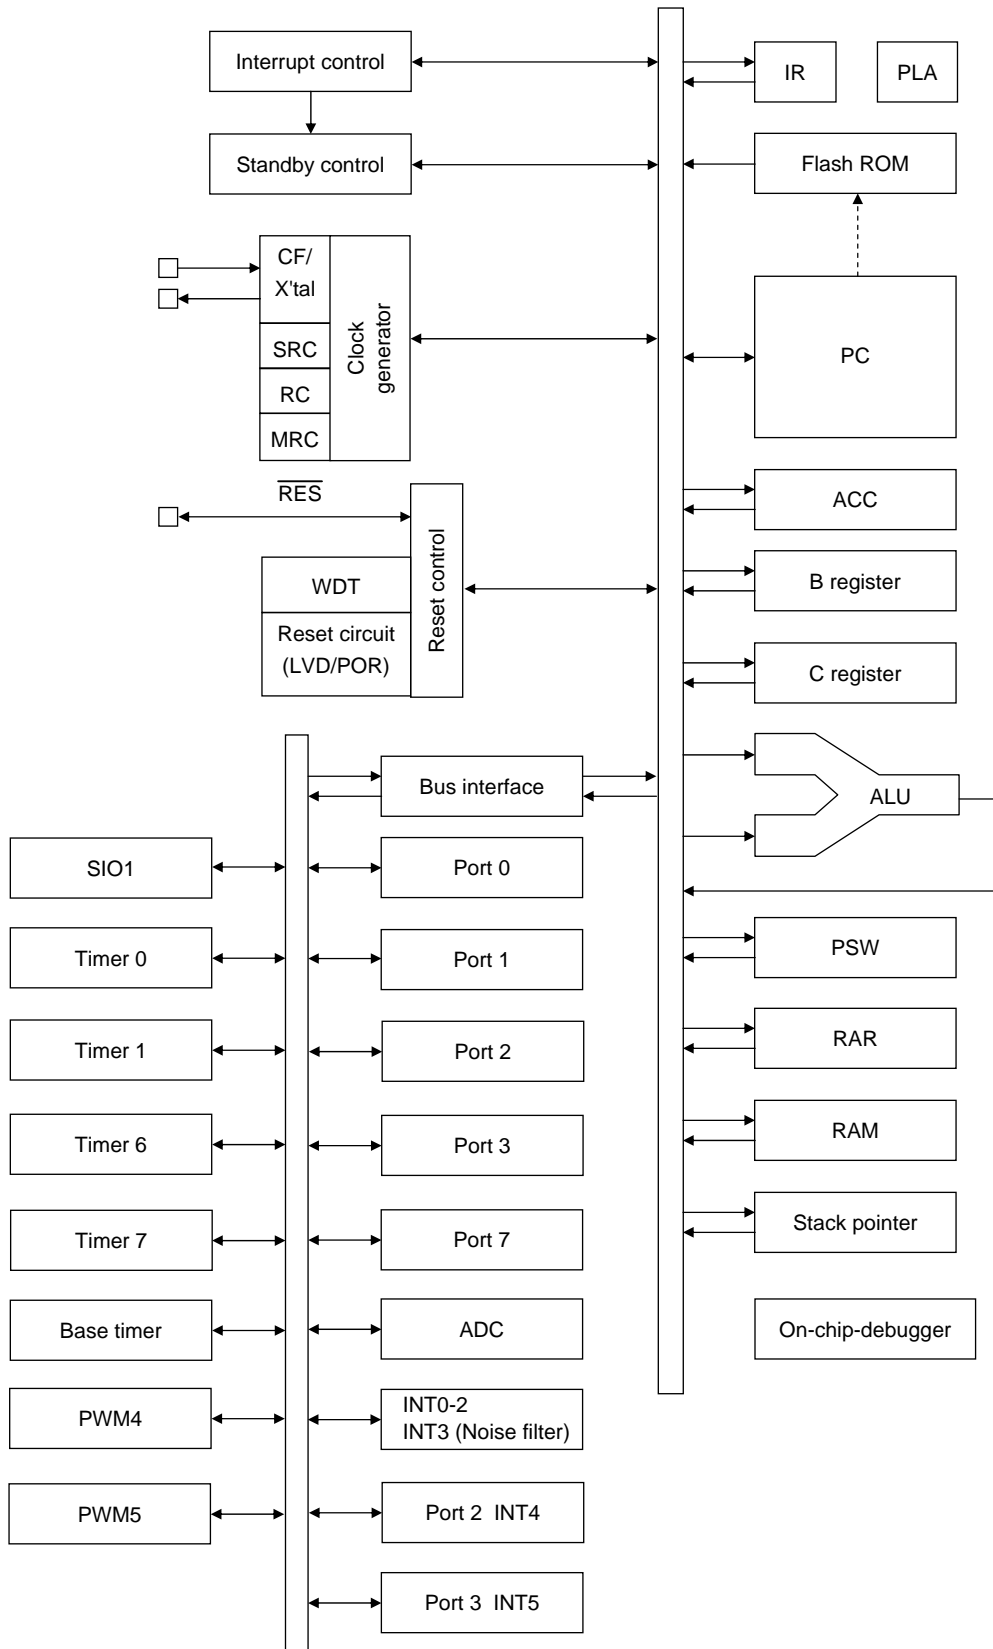 Interrupt control
IR
PLA
Standby control
Flash ROM
CF/
X'tal
SRC
RC
MRC
Clock
generator
PC
RES
WDT
Reset circuit
(LVD/POR)
Reset control
ACC
B register
C register
Bus interface
ALU
SIO1
Port 0
Timer 0
Port 1
PSW
Timer 1
Port 2
RAR
Timer 6
Port 3
RAM
Timer 7
Port 7
Stack pointer
Base timer
ADC
On-chip-debugger
PWM4
INT0-2
INT3 (Noise filter)
PWM5
Port 2 INT4
Port 3 INT5